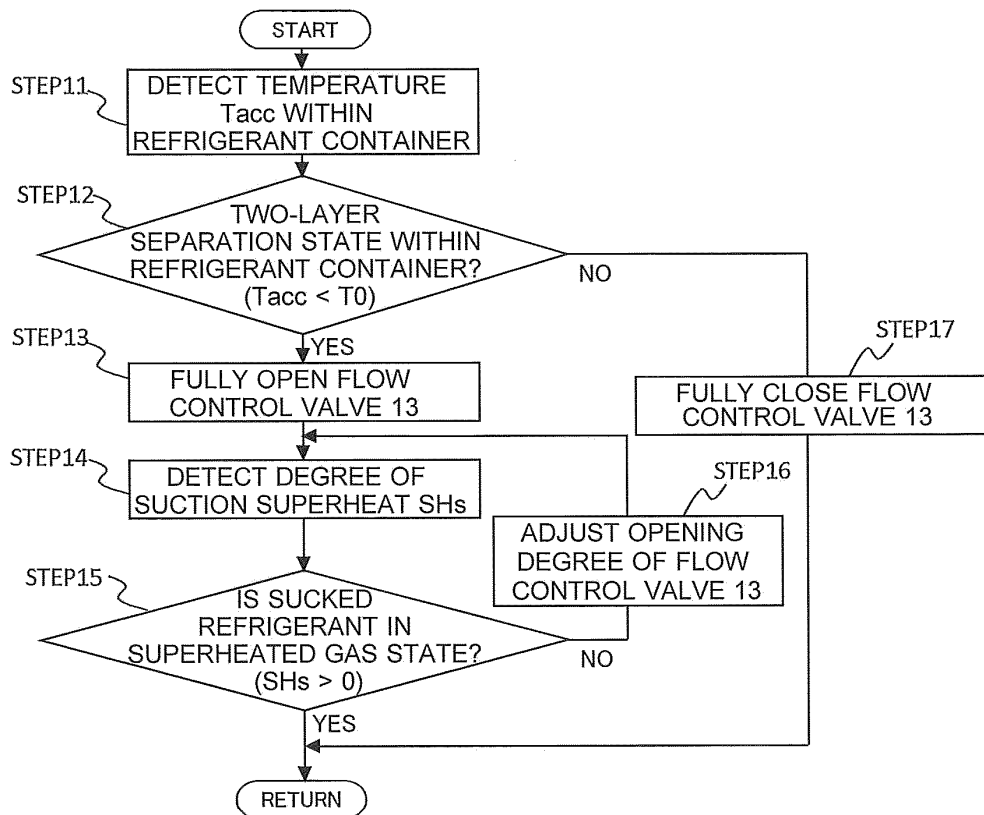 START
STEP11
DETECT TEMPERATURE
Tacc WITHIN
REFRIGERANT CONTAINER
STEP12
TWO-LAYER
SEPARATION STATE WITHIN
REFRIGERANT CONTAINER?
(Tacc < T0)
NO
YES
STEP13
FULLY OPEN FLOW
CONTROL VALVE 13
STEP17
FULLY CLOSE FLOW
CONTROL VALVE 13
STEP14
DETECT DEGREE OF
SUCTION SUPERHEAT SHs
STEP16
ADJUST OPENING
DEGREE OF FLOW
CONTROL VALVE 13
STEP15
IS SUCKED
REFRIGERANT IN
SUPERHEATED GAS STATE?
(SHs > 0)
NO
YES
RETURN